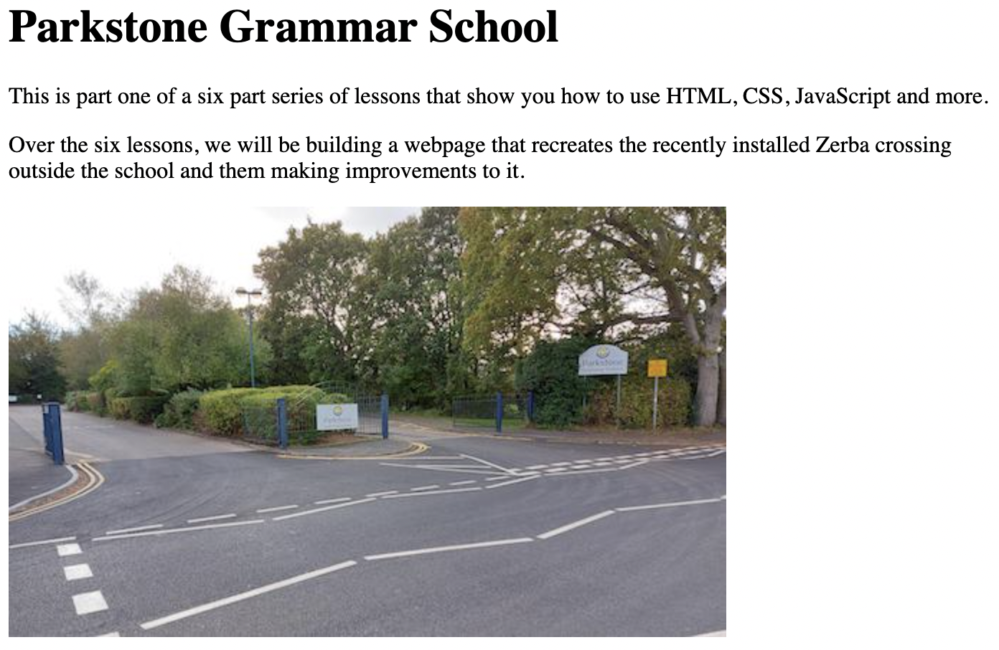 Parkstone Grammar School
This is part one of a six part series of lessons that show you how to use HTML, CSS, JavaScript and more.
Over the six lessons, we will be building a webpage that recreates the recently installed Zerba crossing
outside the school and them making improvements to it.
Parkstone
Parkstone